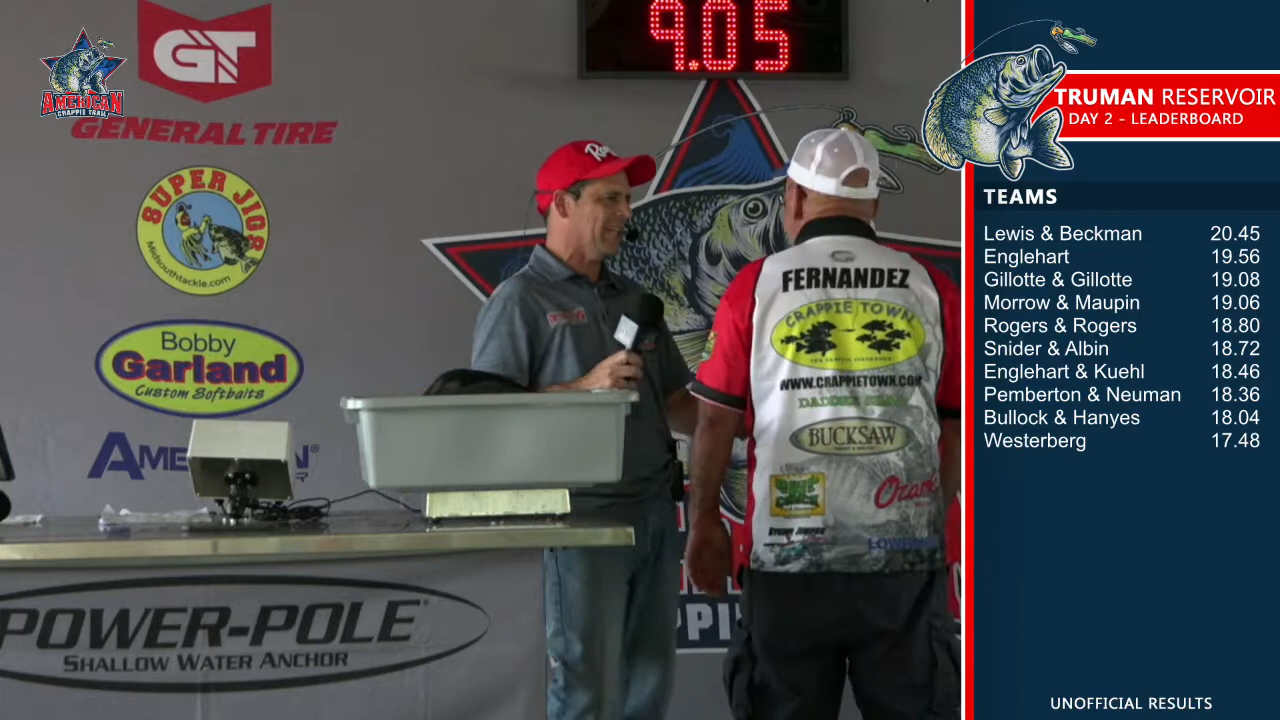 GT
GENERAL TIRE
AMERICAN
CRAPPIE TRAIL
SUPER JIGS
Midsouthtackle.com
Bobby
Garland
Custom Softbaits
POWER-POLE
SHALLOW WATER ANCHOR
9.05
FERNANDEZ
CRAPPIE TOWN
WWW.CRAPPIETOWN.COM
BUCKSAW
TRUMAN RESERVOIR
DAY 2 - LEADERBOARD
TEAMS
Lewis & Beckman 20.45
Englehart 19.56
Gillotte & Gillotte 19.08
Morrow & Maupin 19.06
Rogers & Rogers 18.80
Snider & Albin 18.72
Englehart & Kuehl 18.46
Pemberton & Neuman 18.36
Bullock & Hanyes 18.04
Westerberg 17.48
UNOFFICIAL RESULTS